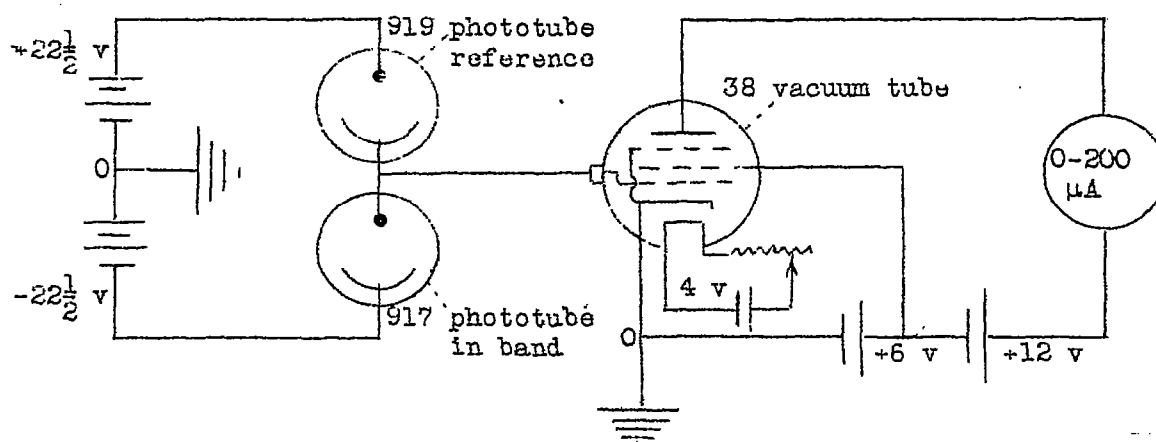 +22½ v
919 phototube
reference
38 vacuum tube
0
0-200
μA
-22½ v
917 phototube
in band
4 v
0
+6 v
+12 v